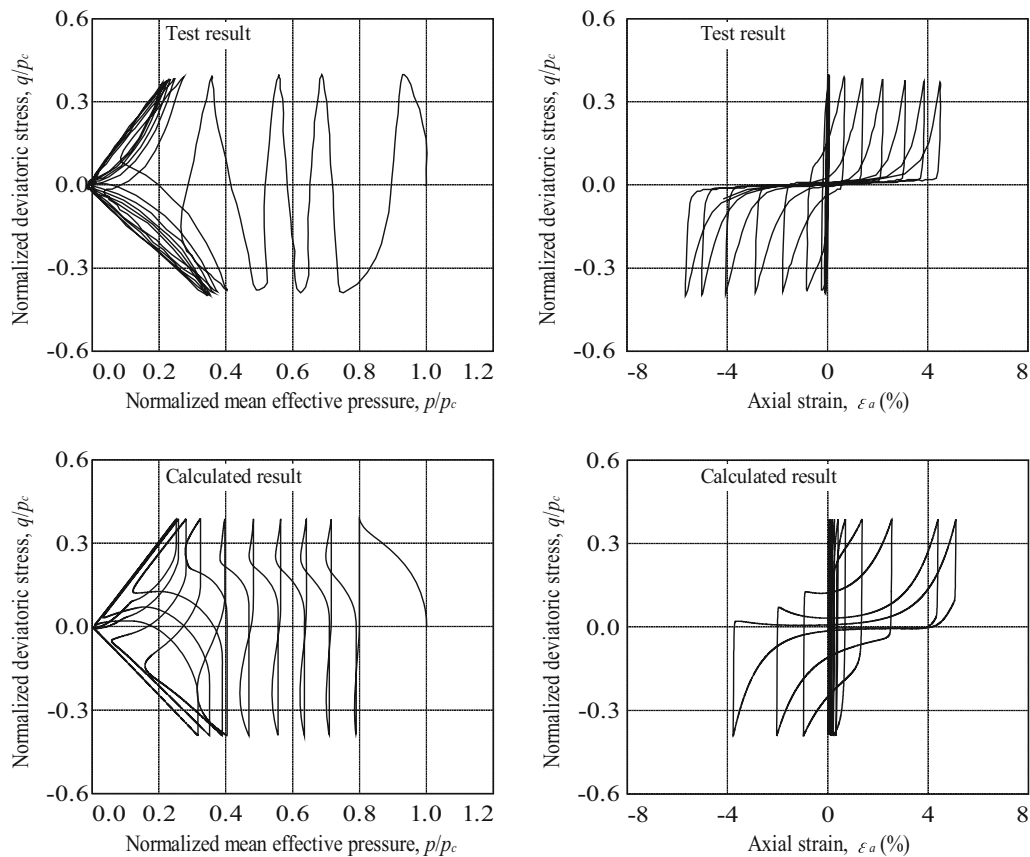 0.6
Test result
0.3
0.0
-0.3
-0.6
0.0 0.2 0.4 0.6 0.8 1.0 1.2
Normalized mean effective pressure, p/pc
Normalized deviatoric stress, q/pc
0.6
Test result
0.3
0.0
-0.3
-0.6
-8 -4 0 4 8
Axial strain, εa (%)
Normalized deviatoric stress, q/pc
0.6
Calculated result
0.3
0.0
-0.3
-0.6
0.0 0.2 0.4 0.6 0.8 1.0 1.2
Normalized mean effective pressure, p/pc
Normalized deviatoric stress, q/pc
0.6
Calculated result
0.3
0.0
-0.3
-0.6
-8 -4 0 4 8
Axial strain, εa (%)
Normalized deviatoric stress, q/pc